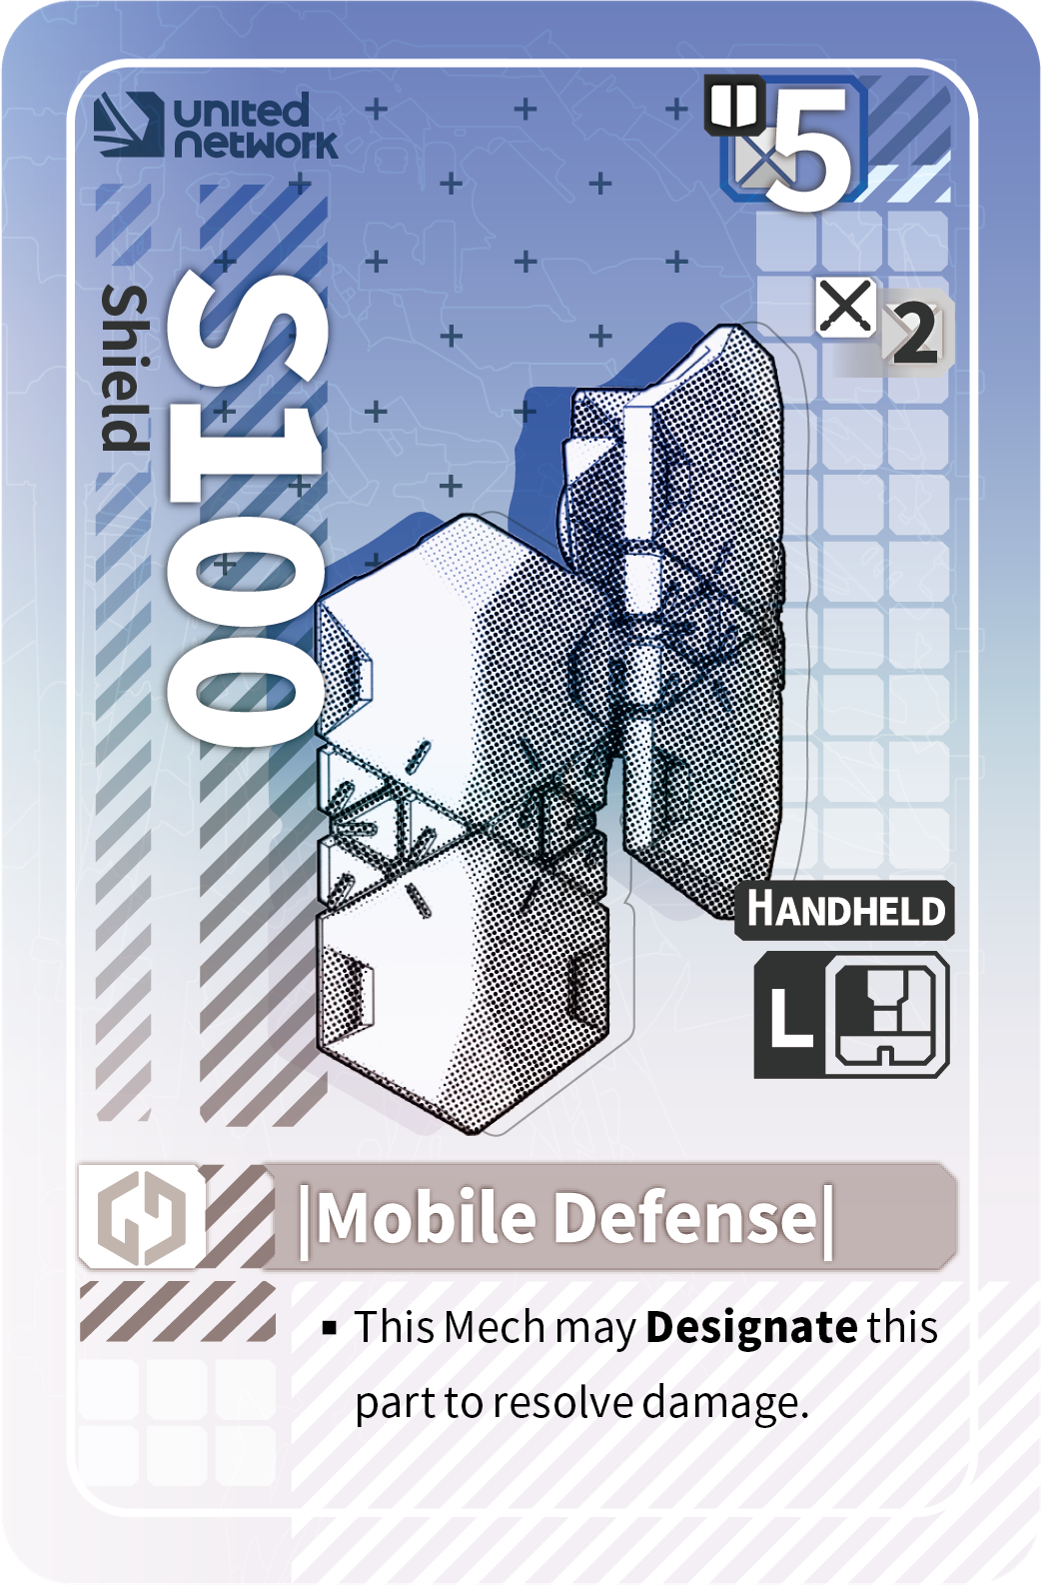 united
network
5
2
Shield
S100
HANDHELD
L
|Mobile Defense|
▪ This Mech may Designate this
part to resolve damage.